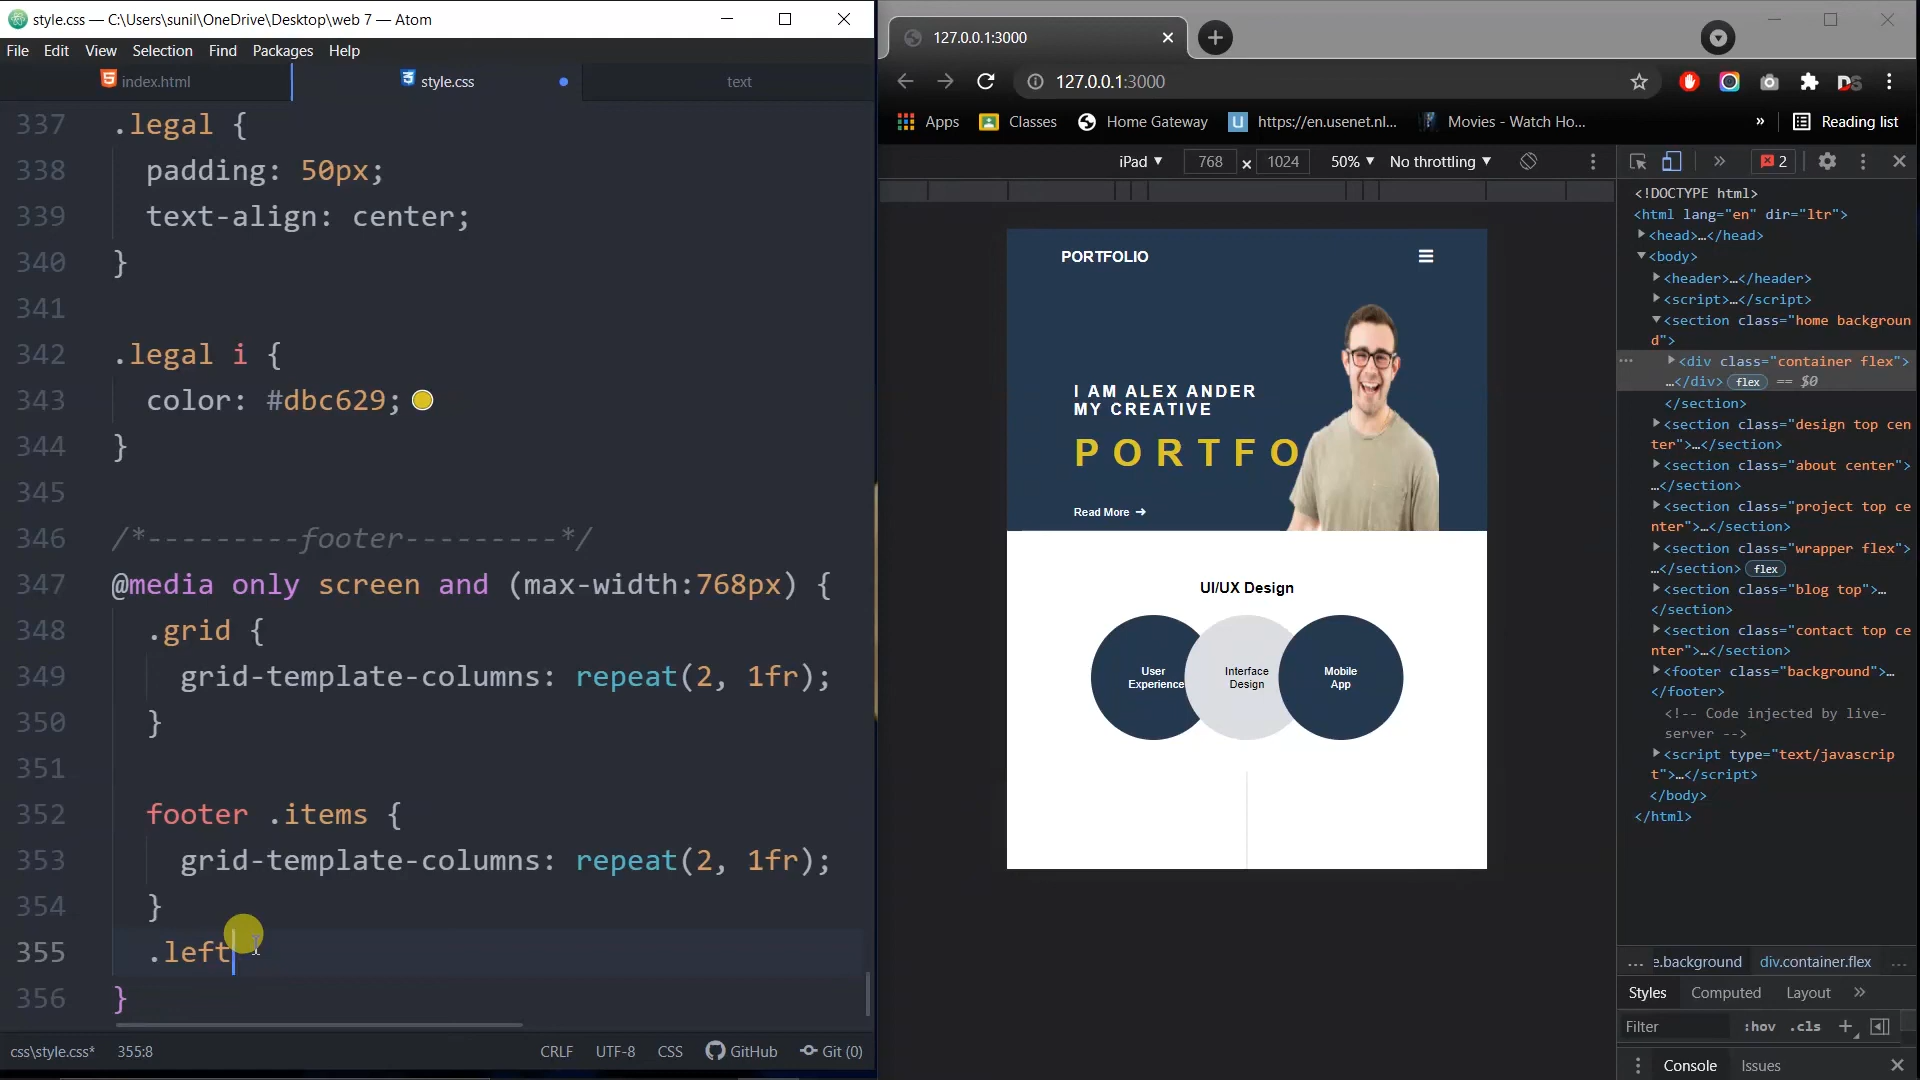 style.css — C:\Users\sunil\OneDrive\Desktop\web 7 — Atom
File Edit View Selection Find Packages Help
index.html style.css text
337 .legal {
338 padding: 50px;
339 text-align: center;
340 }
341
342 .legal i {
343 color: #dbc629;
344 }
345
346 /*---------footer---------*/
347 @media only screen and (max-width:768px) {
348 .grid {
349 grid-template-columns: repeat(2, 1fr);
350 }
351
352 footer .items {
353 grid-template-columns: repeat(2, 1fr);
354 }
355 .left
356 }
css\style.css* 355:8 CRLF UTF-8 CSS GitHub Git (0)
127.0.0.1:3000
127.0.0.1:3000
Apps Classes Home Gateway https://en.usenet.nl... Movies - Watch Ho... » Reading list
iPad ▼ 768 × 1024 50% ▼ No throttling ▼
PORTFOLIO
I AM ALEX ANDER
MY CREATIVE
PORTFO
Read More →
UI/UX Design
User
Experience
Interface
Design
Mobile
App
» 2
<!DOCTYPE html>
<html lang="en" dir="ltr">
<head>…</head>
<body>
<header>…</header>
<script>…</script>
<section class="home backgroun
d">
<div class="container flex">
…</div> flex == $0
</section>
<section class="design top cen
ter">…</section>
<section class="about center">
…</section>
<section class="project top ce
nter">…</section>
<section class="wrapper flex">
…</section> flex
<section class="blog top">…
</section>
<section class="contact top ce
nter">…</section>
<footer class="background">…
</footer>
<!-- Code injected by live-
server -->
<script type="text/javascrip
t">…</script>
</body>
</html>
... e.background div.container.flex ...
Styles Computed Layout »
Filter :hov .cls +
Console Issues